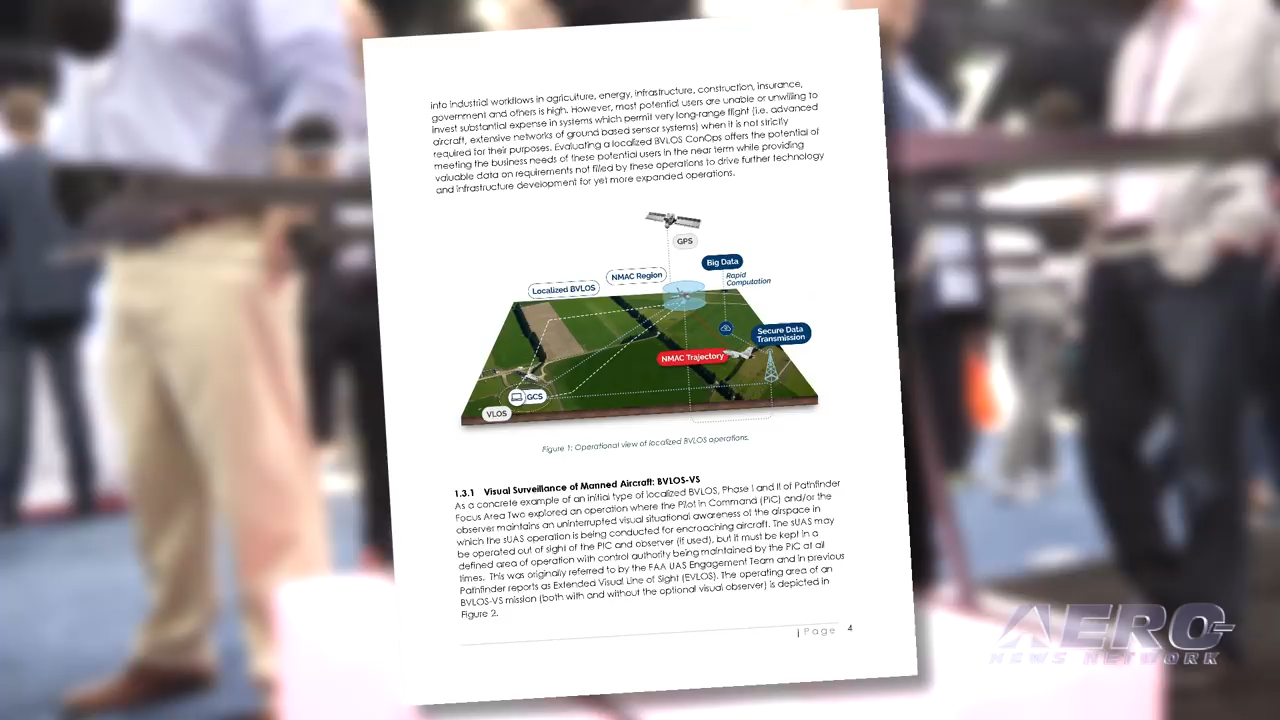 into industrial workflows in agriculture, energy, infrastructure, construction, insurance,
government and others is high. However, most potential users are unable or unwilling to
invest substantial expense in systems which permit very long-range flight (i.e. advanced
aircraft, extensive networks of ground based sensor systems) when it is not strictly
required for their purposes. Evaluating a localized BVLOS ConOps offers the potential of
meeting the business needs of these potential users in the near term while providing
valuable data on requirements not filled by these operations to drive further technology
and infrastructure development for yet more expanded operations.
GPS
Big Data
NMAC Region
Rapid
Computation
Localized BVLOS
Secure Data
Transmission
NMAC Trajectory
GCS
VLOS
Figure 1: Operational view of localized BVLOS operations.
1.3.1 Visual Surveillance of Manned Aircraft: BVLOS-VS
As a concrete example of an initial type of localized BVLOS, Phase I and II of Pathfinder
Focus Area Two explored an operation where the Pilot in Command (PIC) and/or the
observer maintains an uninterrupted visual situational awareness of the airspace in
which the sUAS operation is being conducted for encroaching aircraft. The sUAS may
be operated out of sight of the PIC and observer (if used), but it must be kept in a
defined area of operation with control authority being maintained by the PIC at all
times. This was originally referred to by the FAA UAS Engagement Team and in previous
Pathfinder reports as Extended Visual Line of Sight (EVLOS). The operating area of an
BVLOS-VS mission (both with and without the optional visual observer) is depicted in
Figure 2.
| Page 4
AERO
NEWS NETWORK